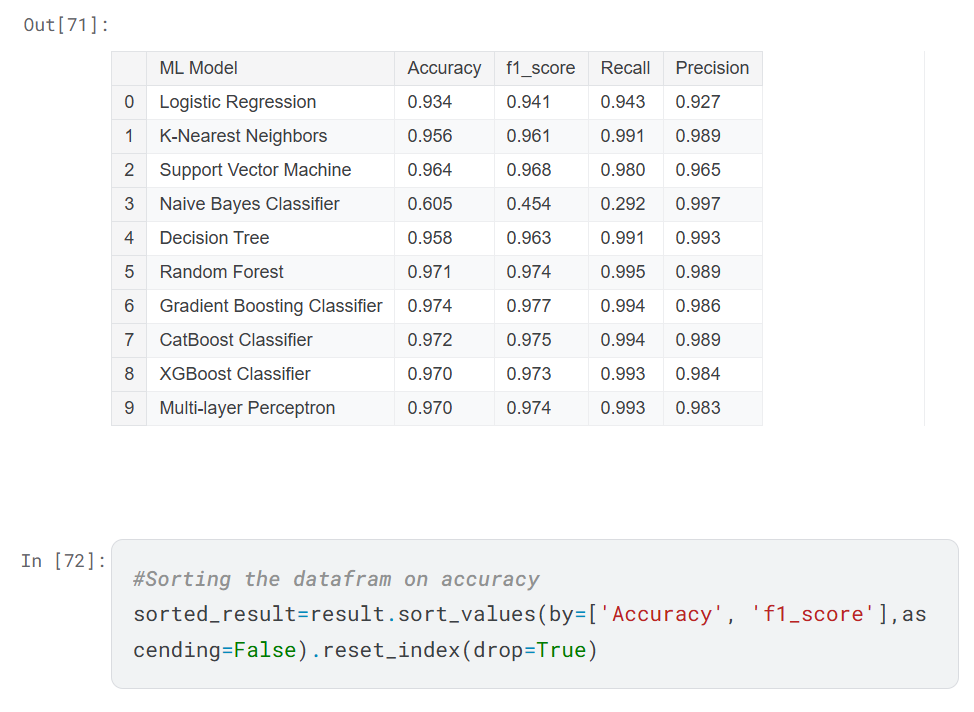 Out[71]:
ML Model Accuracy f1_score Recall Precision
0 Logistic Regression 0.934 0.941 0.943 0.927
1 K-Nearest Neighbors 0.956 0.961 0.991 0.989
2 Support Vector Machine 0.964 0.968 0.980 0.965
3 Naive Bayes Classifier 0.605 0.454 0.292 0.997
4 Decision Tree 0.958 0.963 0.991 0.993
5 Random Forest 0.971 0.974 0.995 0.989
6 Gradient Boosting Classifier 0.974 0.977 0.994 0.986
7 CatBoost Classifier 0.972 0.975 0.994 0.989
8 XGBoost Classifier 0.970 0.973 0.993 0.984
9 Multi-layer Perceptron 0.970 0.974 0.993 0.983
In [72]:
#Sorting the datafram on accuracy
sorted_result=result.sort_values(by=['Accuracy', 'f1_score'],as
cending=False).reset_index(drop=True)